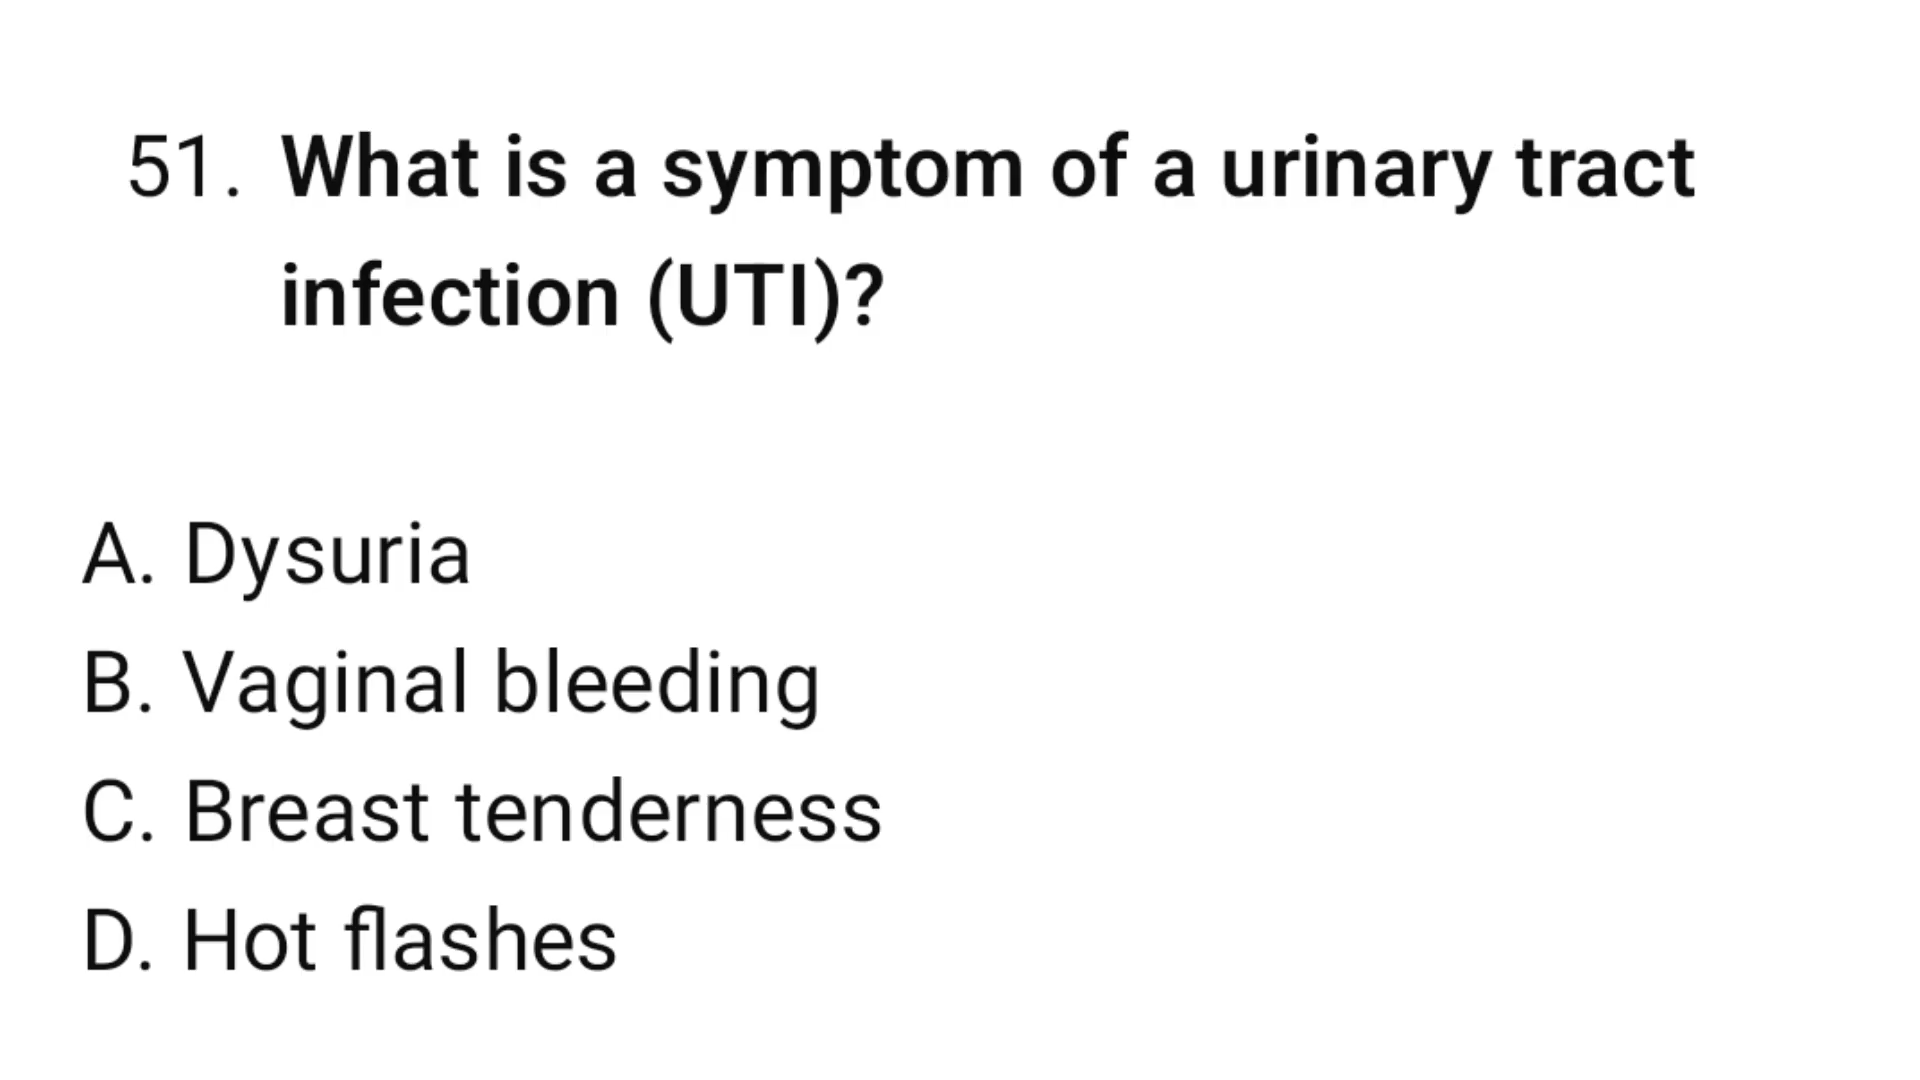 51. What is a symptom of a urinary tract
infection (UTI)?
A. Dysuria
B. Vaginal bleeding
C. Breast tenderness
D. Hot flashes